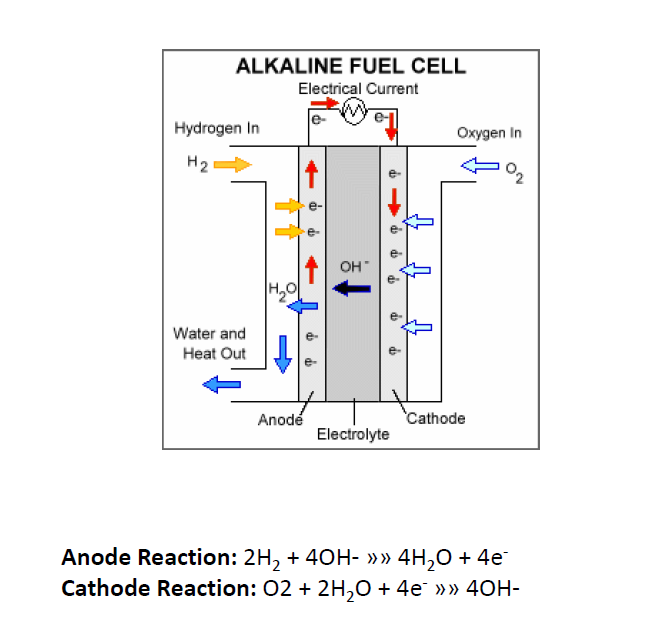 ALKALINE FUEL CELL
Electrical Current
e-
e-
Hydrogen In
Oxygen In
H₂
O₂
e-
e-
e-
e-
e-
OH⁻
e-
H₂O
e-
Water and
Heat Out
e-
e-
e-
Anode
Cathode
Electrolyte
Anode Reaction: 2H₂ + 4OH- »» 4H₂O + 4e⁻
Cathode Reaction: O2 + 2H₂O + 4e⁻ »» 4OH-